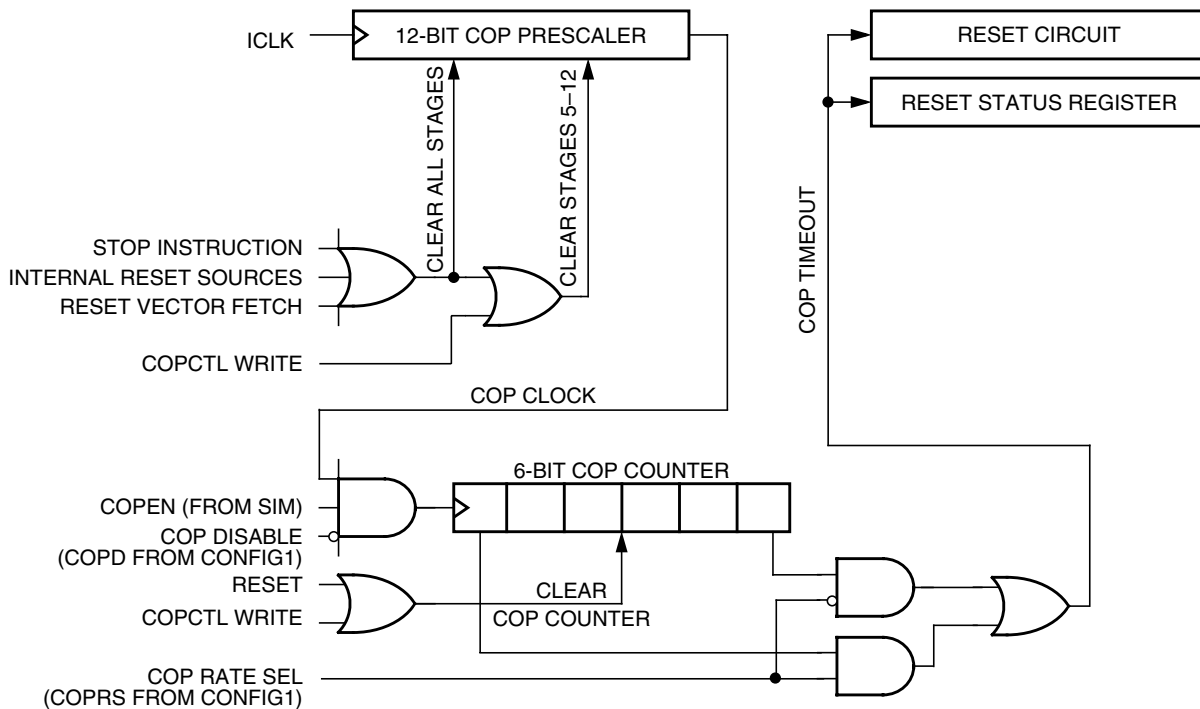 ICLK
12-BIT COP PRESCALER
RESET CIRCUIT
RESET STATUS REGISTER
CLEAR ALL STAGES
CLEAR STAGES 5–12
COP TIMEOUT
STOP INSTRUCTION
INTERNAL RESET SOURCES
RESET VECTOR FETCH
COPCTL WRITE
COP CLOCK
6-BIT COP COUNTER
COPEN (FROM SIM)
COP DISABLE
(COPD FROM CONFIG1)
RESET
COPCTL WRITE
CLEAR
COP COUNTER
COP RATE SEL
(COPRS FROM CONFIG1)